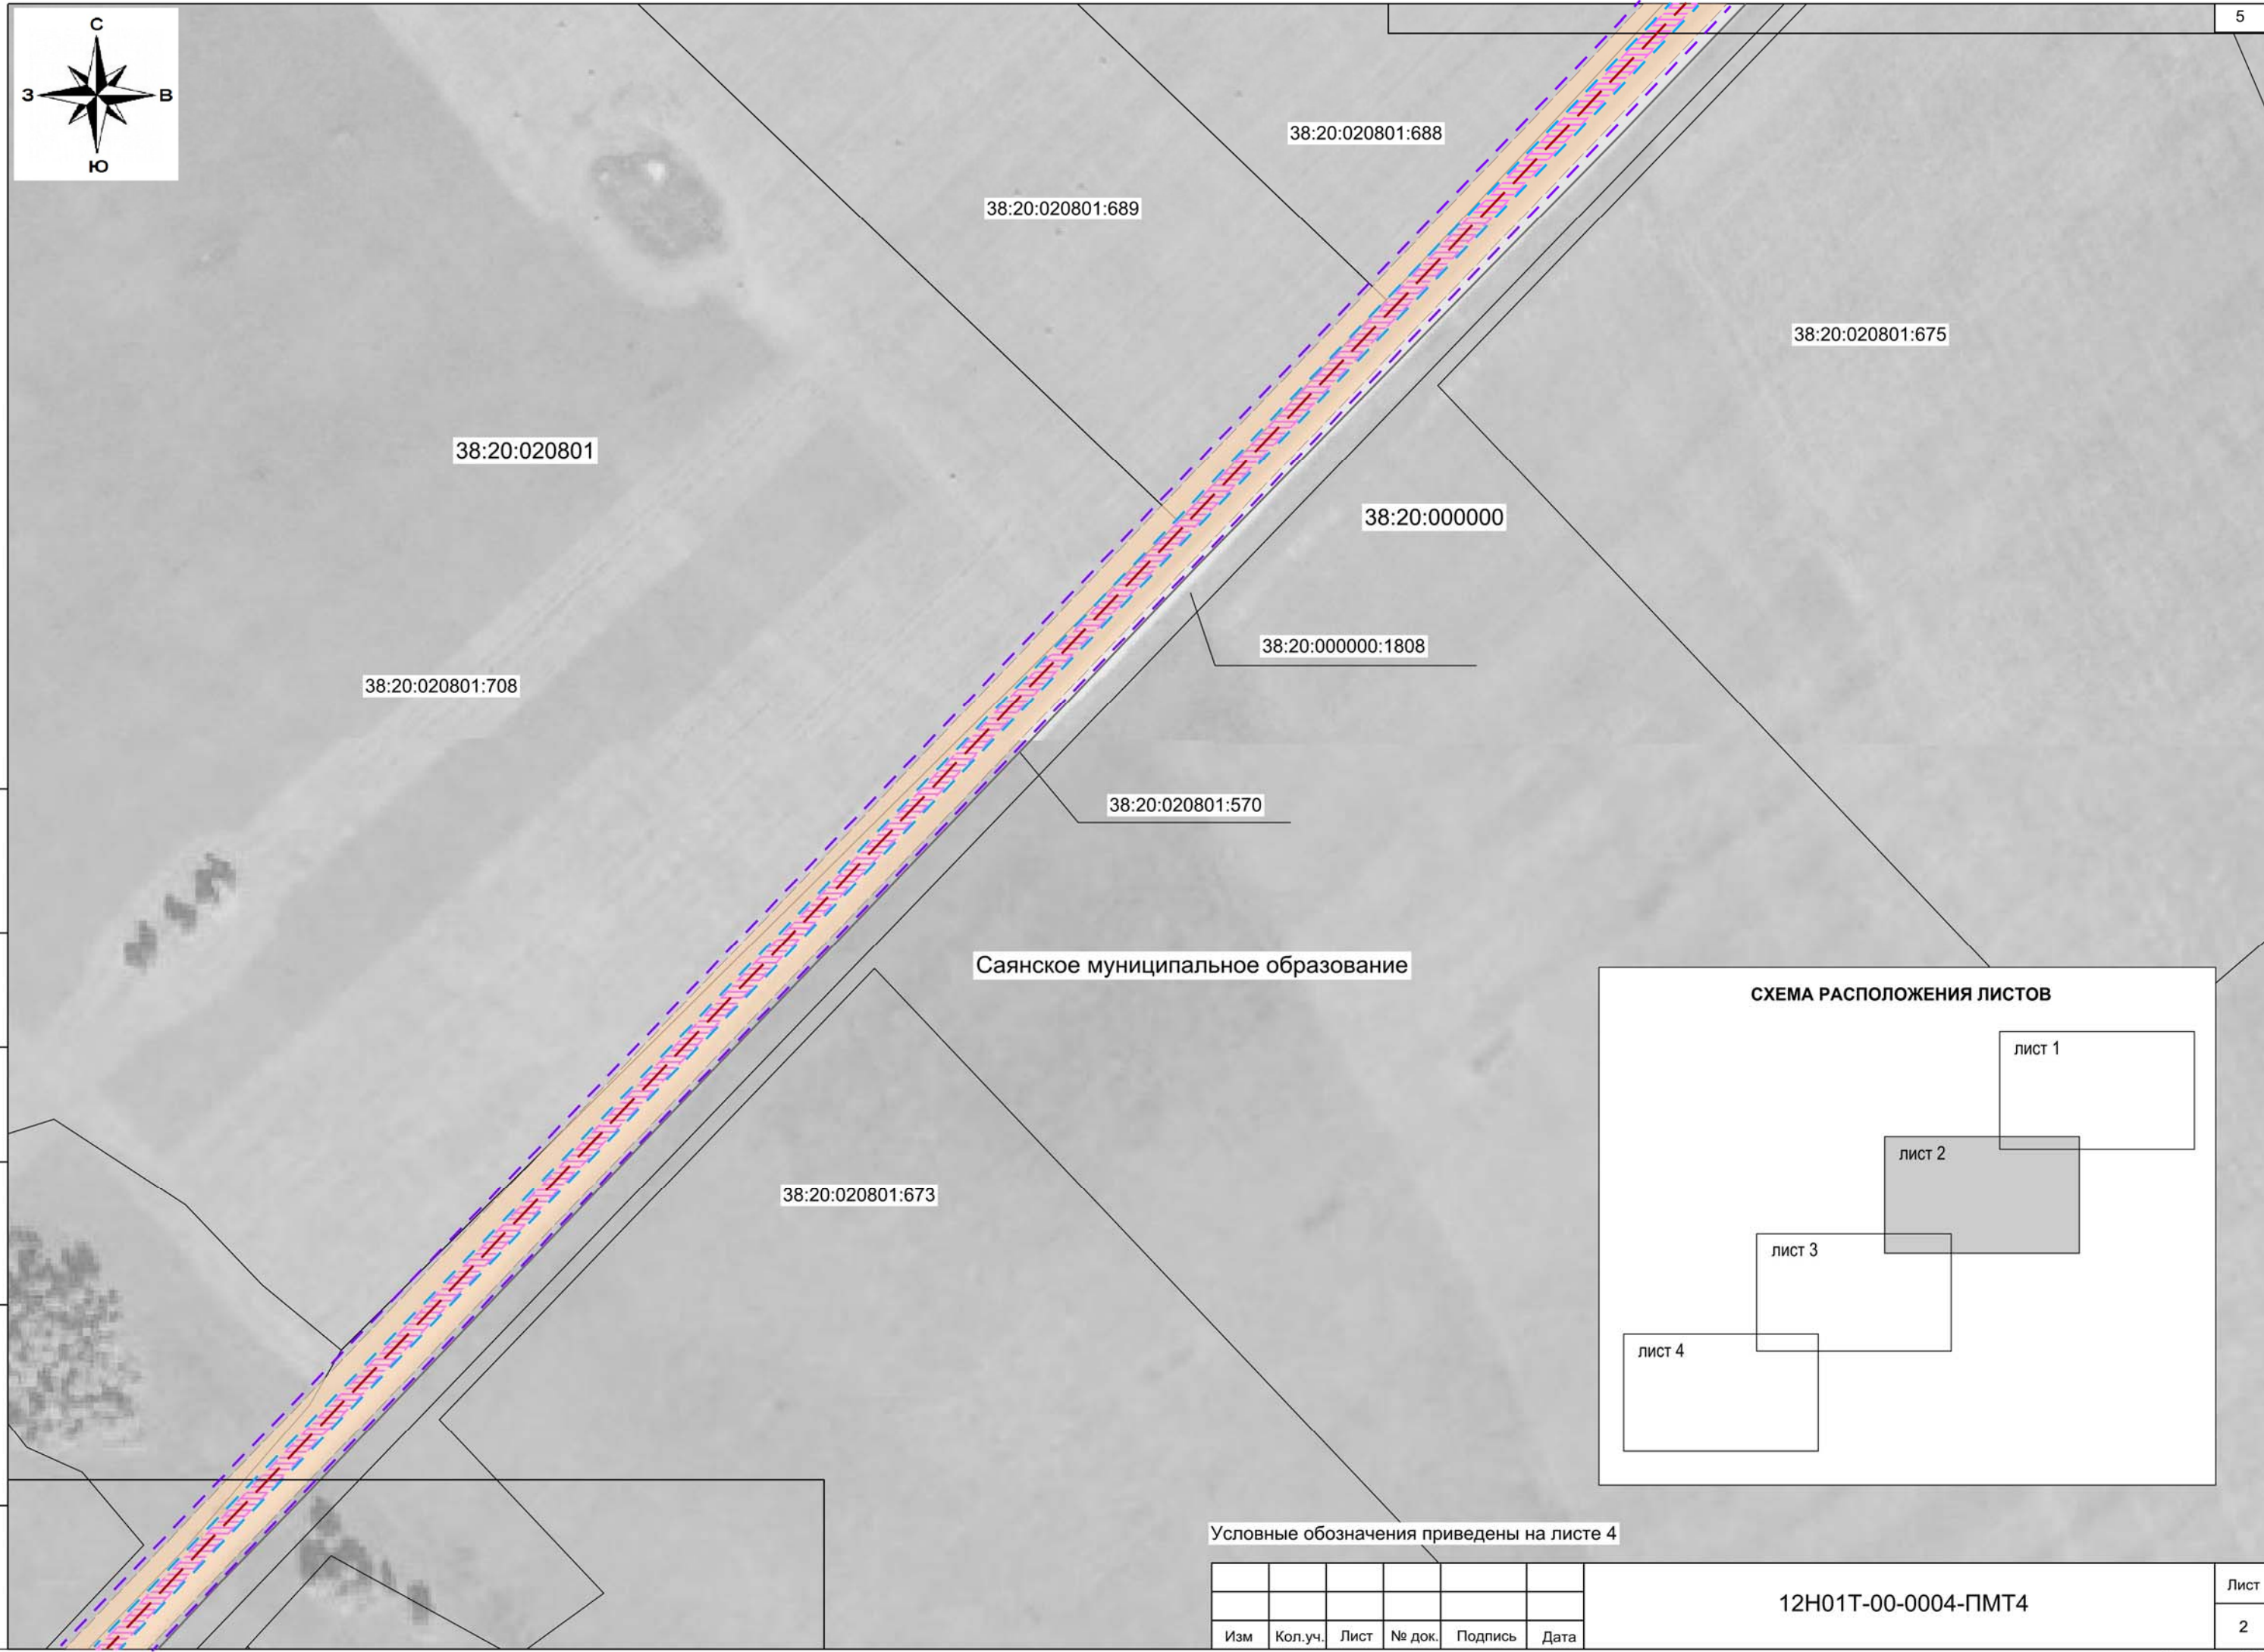 5
С
З
В
Ю
38:20:020801:688
38:20:020801:689
38:20:020801:675
38:20:020801
38:20:000000
38:20:000000:1808
38:20:020801:708
38:20:020801:570
Саянское муниципальное образование
38:20:020801:673
СХЕМА РАСПОЛОЖЕНИЯ ЛИСТОВ
лист 1
лист 2
лист 3
лист 4
Условные обозначения приведены на листе 4
Изм Кол.уч. Лист № док. Подпись Дата
12Н01Т-00-0004-ПМТ4
Лист
2